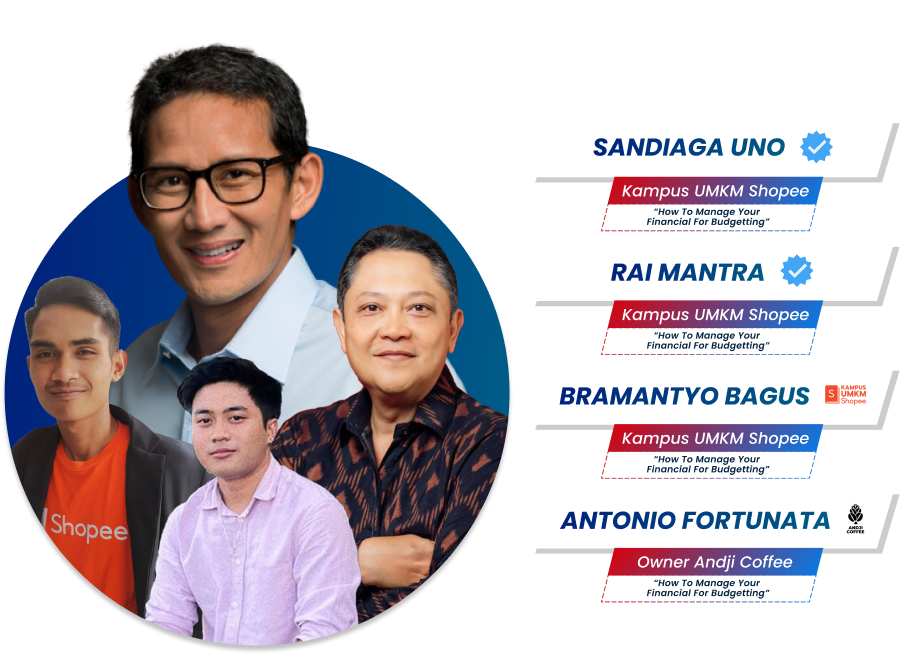 SANDIAGA UNO
Kampus UMKM Shopee
“How To Manage Your
Financial For Budgetting”
RAI MANTRA
Kampus UMKM Shopee
“How To Manage Your
Financial For Budgetting”
BRAMANTYO BAGUS
S
KAMPUS
UMKM
Shopee
Kampus UMKM Shopee
“How To Manage Your
Financial For Budgetting”
ANTONIO FORTUNATA
ANDJI
COFFEE
Owner Andji Coffee
“How To Manage Your
Financial For Budgetting”
Shopee